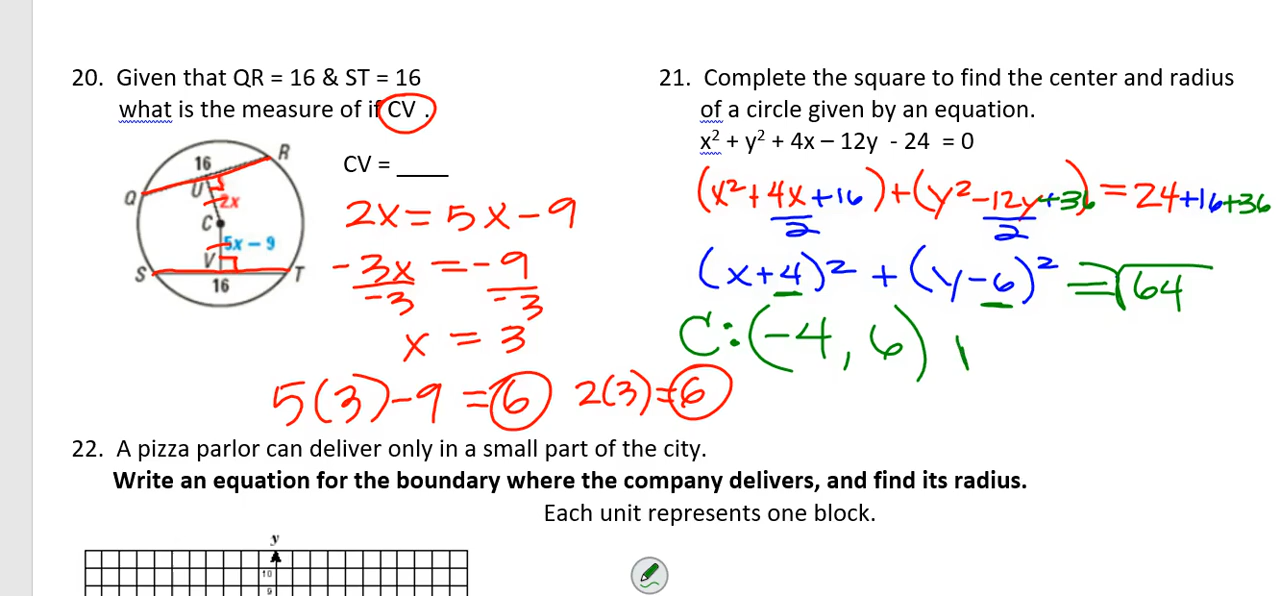 20. Given that QR = 16 & ST = 16
what is the measure of if CV .
CV = ____
R
16
Q
U
2x
C
5x – 9
V
S
T
16
2x = 5x – 9
-3x = -9
-3 -3
x = 3
5(3)-9 = 6 2(3)=6
21. Complete the square to find the center and radius
of a circle given by an equation.
x² + y² + 4x – 12y - 24 = 0
(x²+4x+16)+(y²-12y+36)=24+16+36
2 2
(x+4)² + (y-6)² = √64
C:(-4, 6)
22. A pizza parlor can deliver only in a small part of the city.
Write an equation for the boundary where the company delivers, and find its radius.
Each unit represents one block.
y
10
9